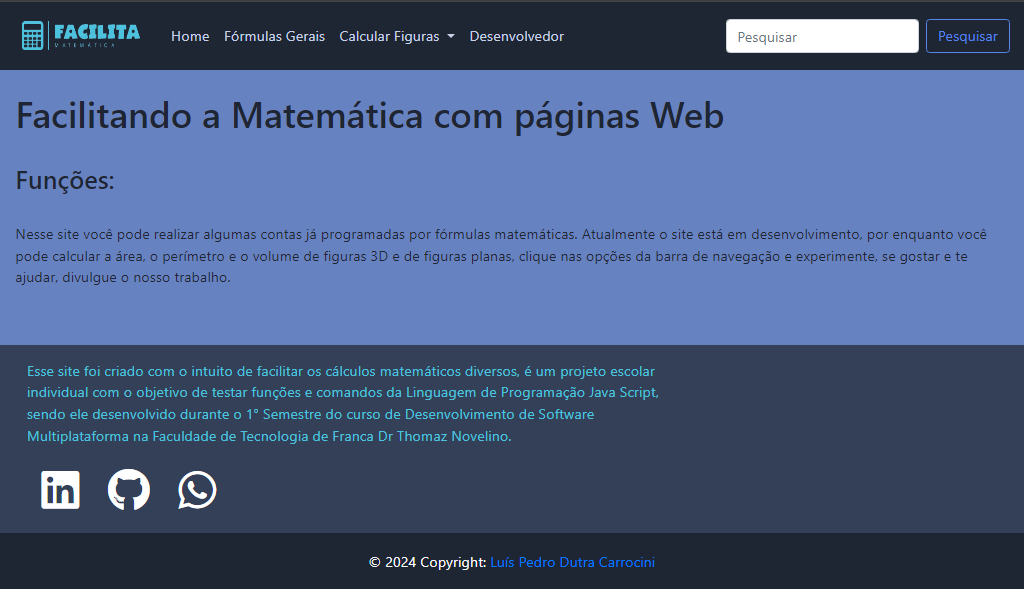 FACILITA
MATEMÁTICA
Home Fórmulas Gerais Calcular Figuras Desenvolvedor Pesquisar Pesquisar
Facilitando a Matemática com páginas Web
Funções:
Nesse site você pode realizar algumas contas já programadas por fórmulas matemáticas. Atualmente o site está em desenvolvimento, por enquanto você
pode calcular a área, o perímetro e o volume de figuras 3D e de figuras planas, clique nas opções da barra de navegação e experimente, se gostar e te
ajudar, divulgue o nosso trabalho.
Esse site foi criado com o intuito de facilitar os cálculos matemáticos diversos, é um projeto escolar
individual com o objetivo de testar funções e comandos da Linguagem de Programação Java Script,
sendo ele desenvolvido durante o 1º Semestre do curso de Desenvolvimento de Software
Multiplataforma na Faculdade de Tecnologia de Franca Dr Thomaz Novelino.
in
© 2024 Copyright: Luís Pedro Dutra Carrocini